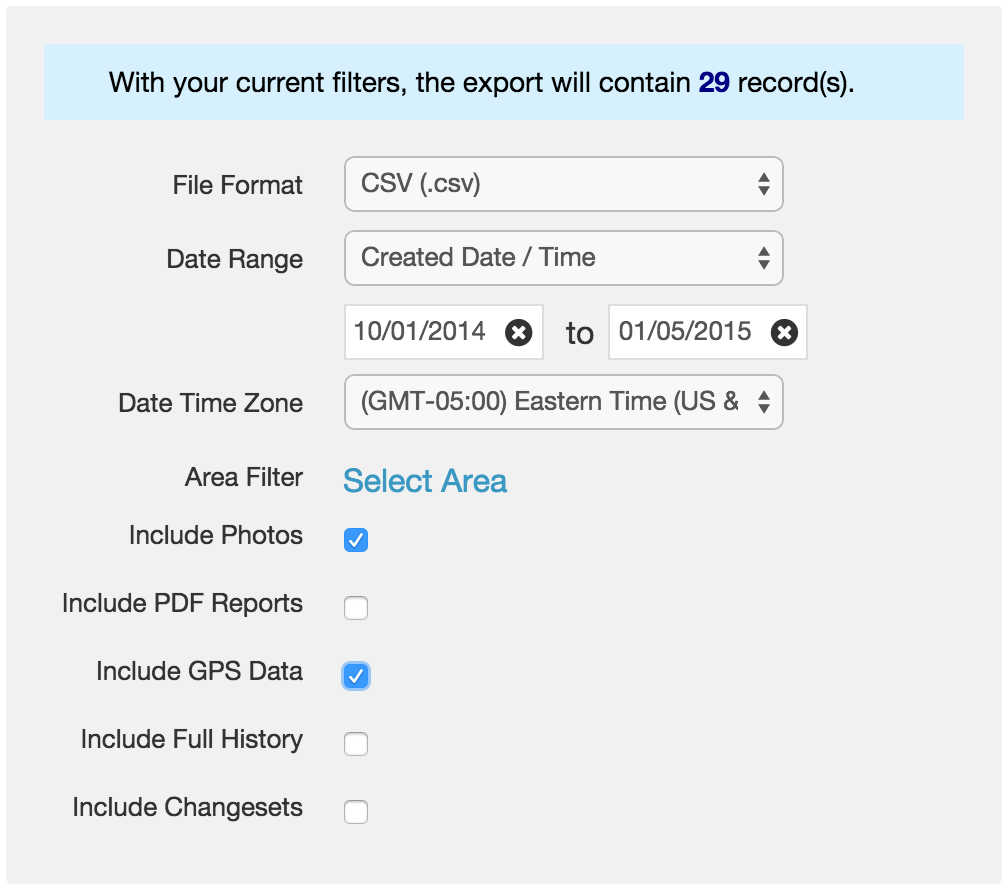 With your current filters, the export will contain 29 record(s).
File Format CSV (.csv)
Date Range Created Date / Time
10/01/2014 to 01/05/2015
Date Time Zone (GMT-05:00) Eastern Time (US &
Area Filter Select Area
Include Photos
Include PDF Reports
Include GPS Data
Include Full History
Include Changesets